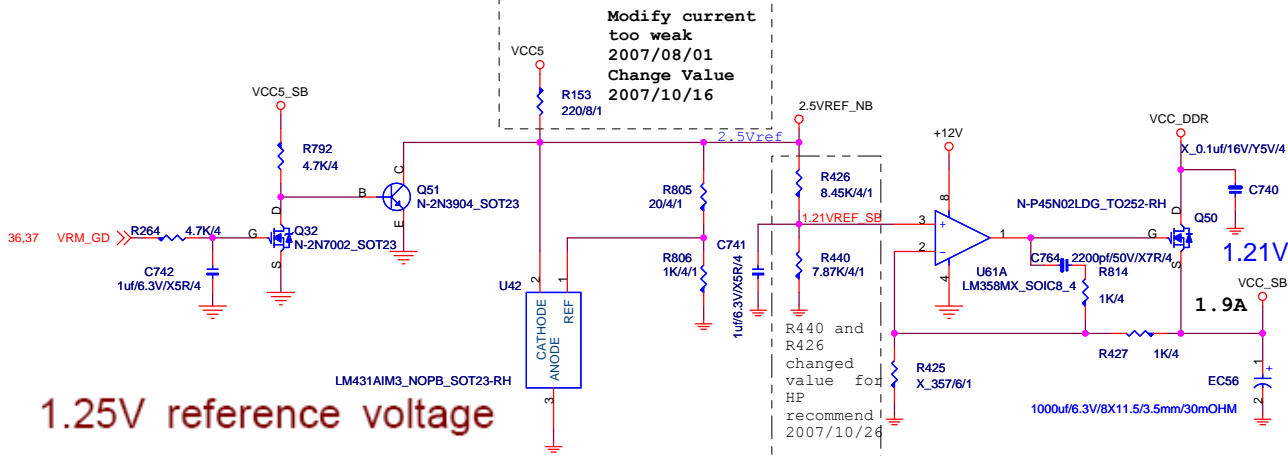 Modify current
too weak
2007/08/01
Change Value
2007/10/16
VCC5
R153
220/8/1
VCC5_SB
R792
4.7K/4
B
C
E
Q51
N-2N3904_SOT23
36,37
VRM_GD
R264
4.7K/4
G
D
S
Q32
N-2N7002_SOT23
C742
1uf/6.3V/X5R/4
2.5Vref
2.5VREF_NB
R805
20/4/1
R806
1K/4/1
C741
1uf/6.3V/X5R/4
U42
2
1
CATHODE
REF
ANODE
3
LM431AIM3_NOPB_SOT23-RH
R426
8.45K/4/1
1.21VREF_SB
R440
7.87K/4/1
R440 and
R426
changed
value for
HP
recommend
2007/10/26
+12V
8
3
+
2
-
1
4
U61A
LM358MX_SOIC8_4
C764
2200pf/50V/X7R/4
R814
1K/4
N-P45N02LDG_TO252-RH
VCC_DDR
X_0.1uf/16V/Y5V/4
C740
D
G
S
Q50
1.21V
VCC_SB
1.9A
R427
1K/4
R425
X_357/6/1
1
+
2
EC56
1000uf/6.3V/8X11.5/3.5mm/30mOHM
1.25V reference voltage